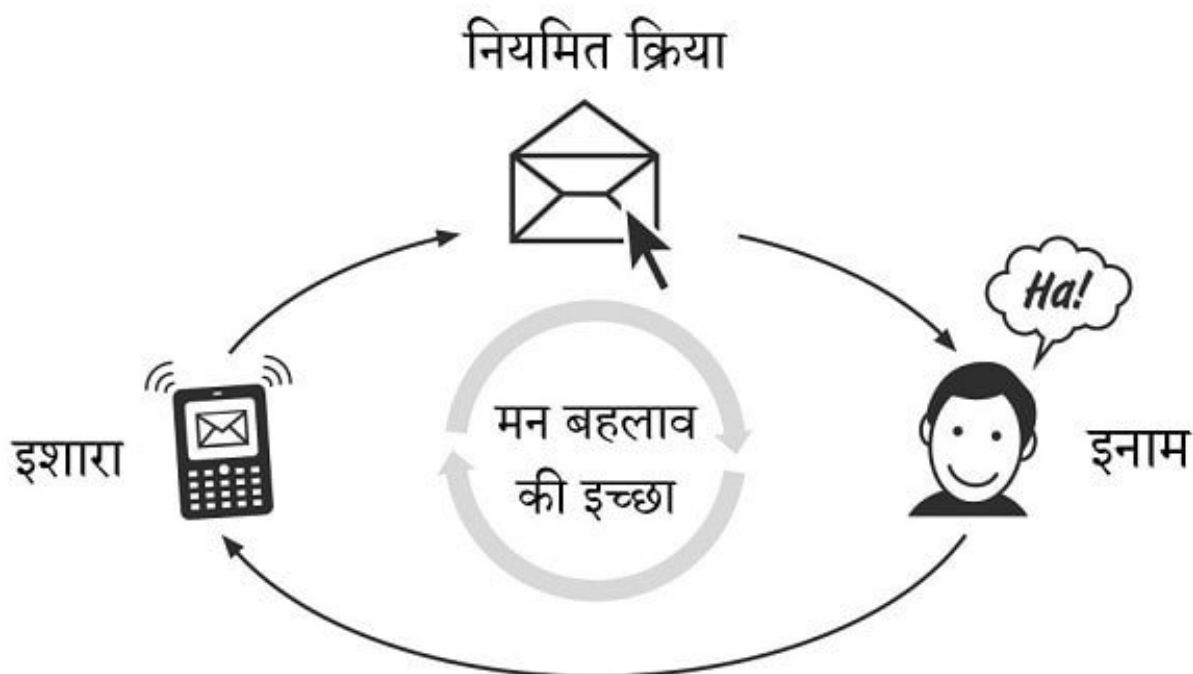 नियमित क्रिया
Ha!
इशारा
मन बहलाव
की इच्छा
इनाम